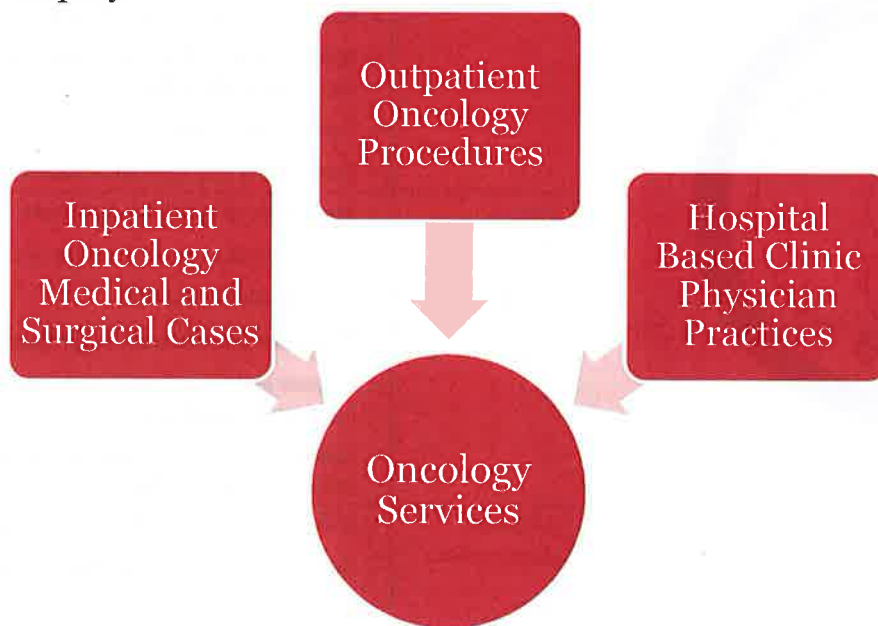 Outpatient
Oncology
Procedures
Inpatient
Oncology
Medical and
Surgical Cases
Hospital
Based Clinic
Physician
Practices
Oncology
Services